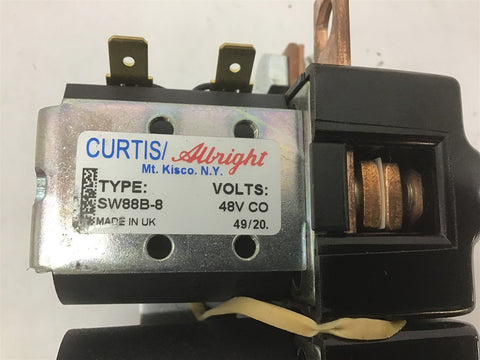 CURTIS/ Albright
Mt. Kisco. N.Y.
TYPE: VOLTS:
SW88B-8 48V CO
MADE IN UK 49/20.